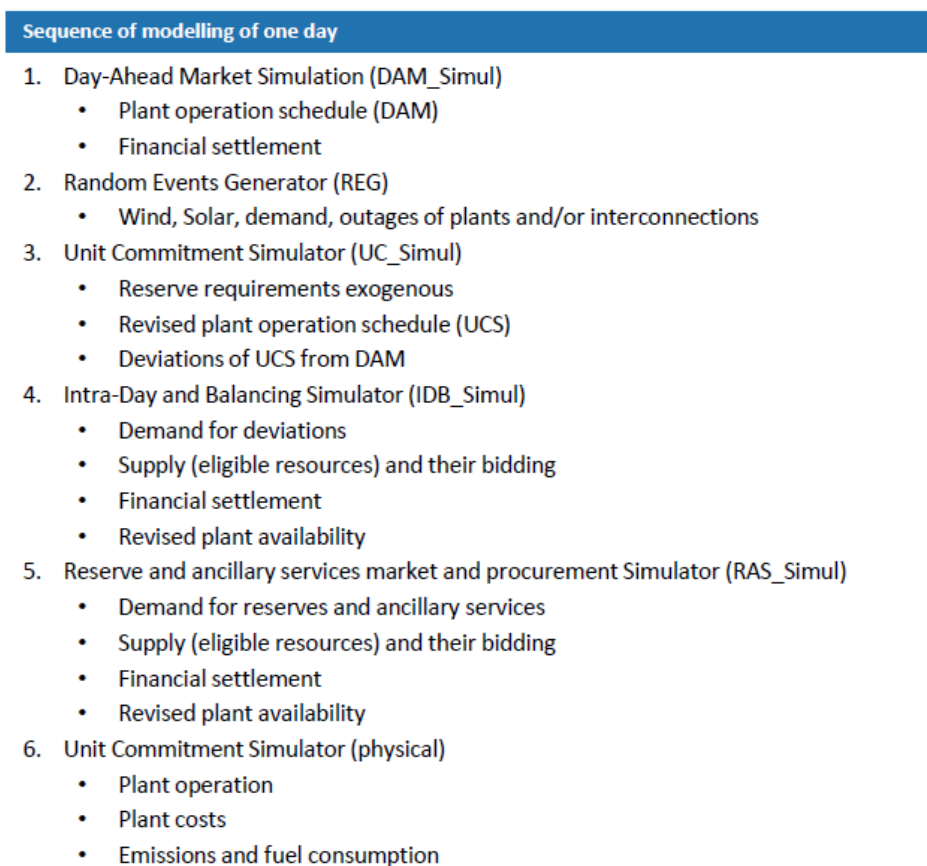 Sequence of modelling of one day
1. Day-Ahead Market Simulation (DAM_Simul)
• Plant operation schedule (DAM)
• Financial settlement
2. Random Events Generator (REG)
• Wind, Solar, demand, outages of plants and/or interconnections
3. Unit Commitment Simulator (UC_Simul)
• Reserve requirements exogenous
• Revised plant operation schedule (UCS)
• Deviations of UCS from DAM
4. Intra-Day and Balancing Simulator (IDB_Simul)
• Demand for deviations
• Supply (eligible resources) and their bidding
• Financial settlement
• Revised plant availability
5. Reserve and ancillary services market and procurement Simulator (RAS_Simul)
• Demand for reserves and ancillary services
• Supply (eligible resources) and their bidding
• Financial settlement
• Revised plant availability
6. Unit Commitment Simulator (physical)
• Plant operation
• Plant costs
• Emissions and fuel consumption